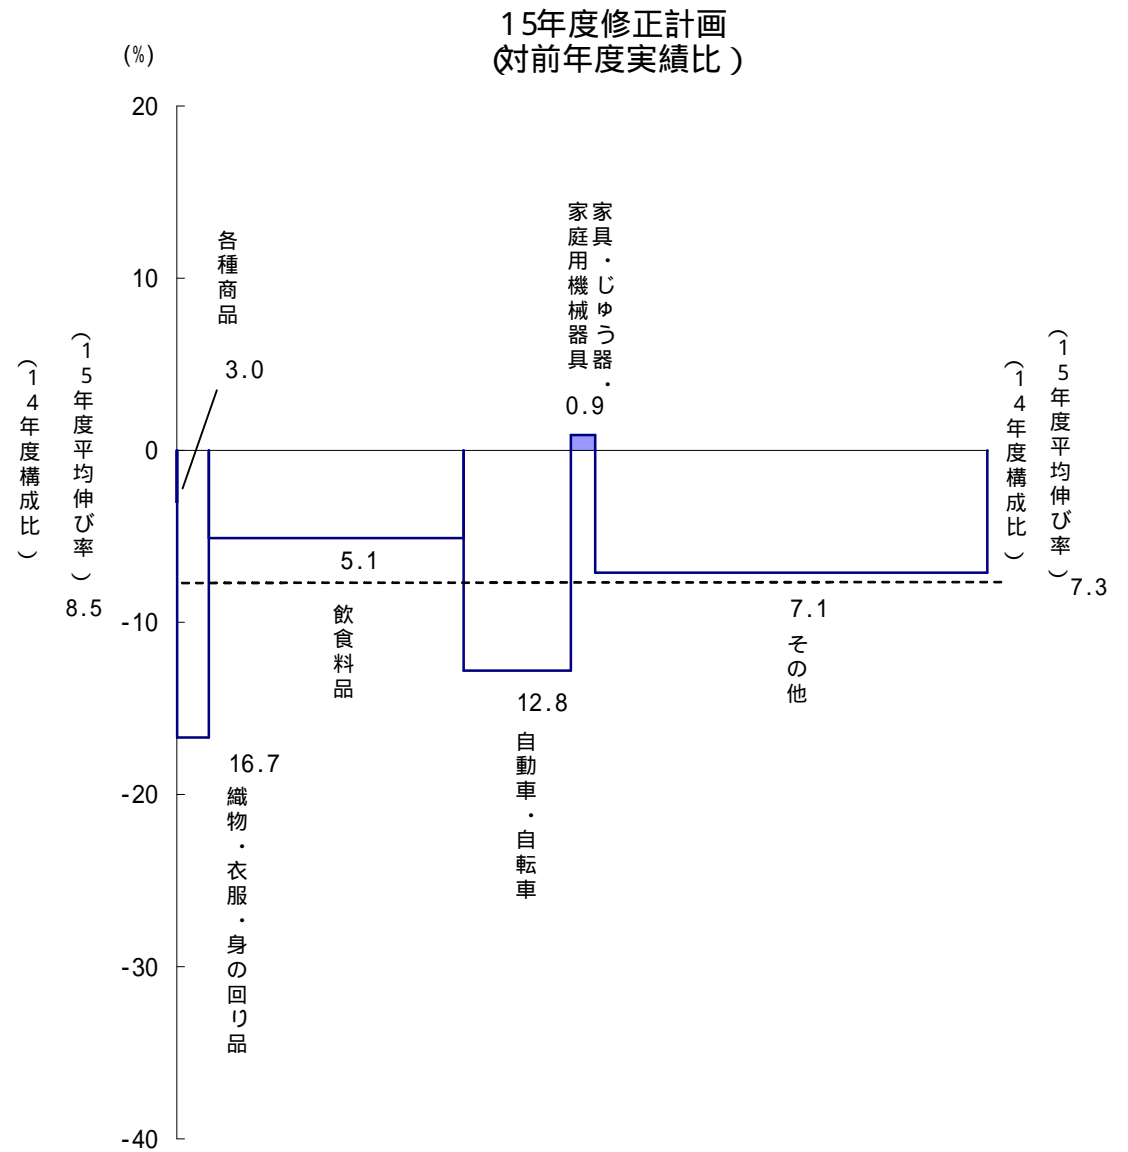 15年度修正計画
(対前年度実績比)
(%)
20
10
0
-10
-20
-30
-40
(14年度構成比)
(15年度平均伸び率)
8.5
各種商品
3.0
16.7
織物・衣服・身の回り品
5.1
飲食料品
12.8
自動車・自転車
家具・じゅう器・
家庭用機械器具
0.9
7.1
その他
(14年度構成比)
(15年度平均伸び率)
7.3